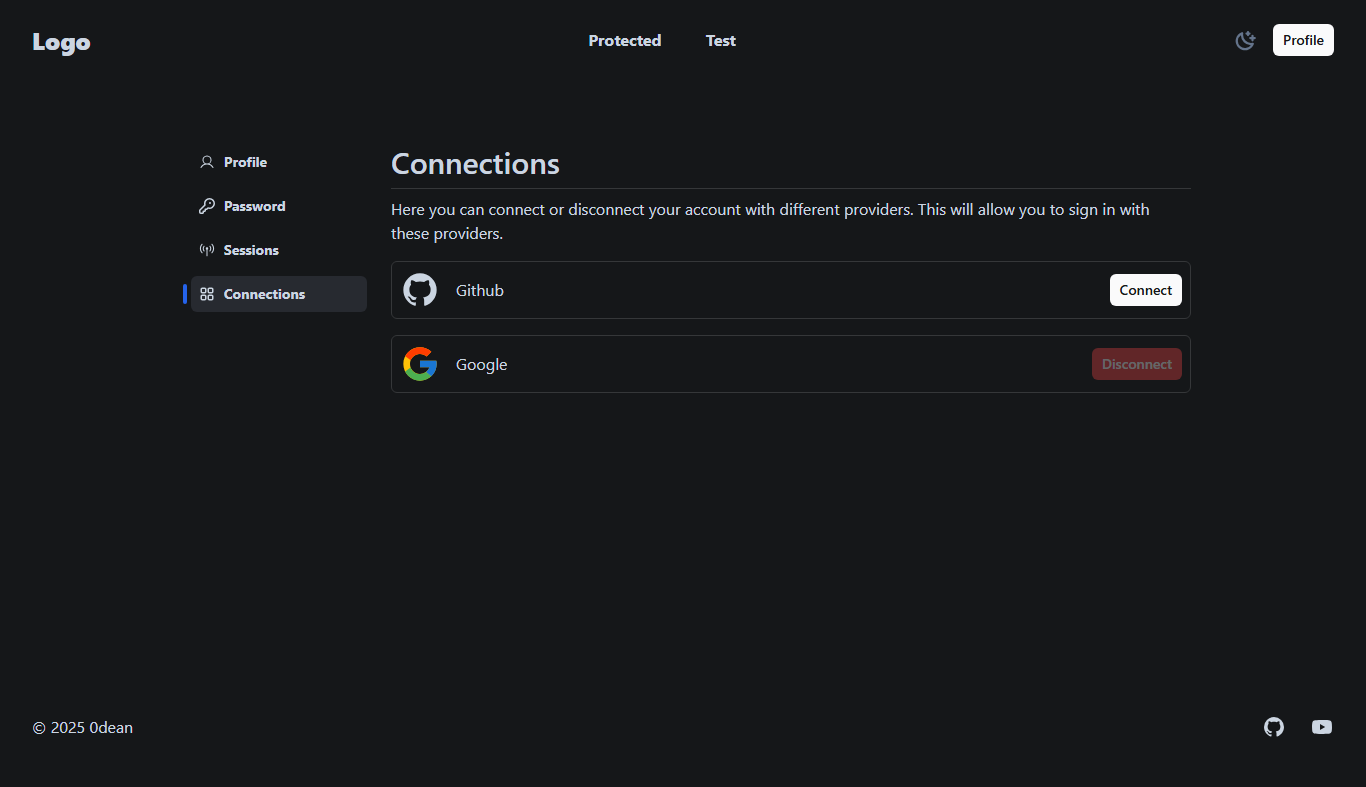 Logo
Protected
Test
Profile
Profile
Password
Sessions
Connections
Connections
Here you can connect or disconnect your account with different providers. This will allow you to sign in with
these providers.
Github
Connect
Google
Disconnect
© 2025 0dean